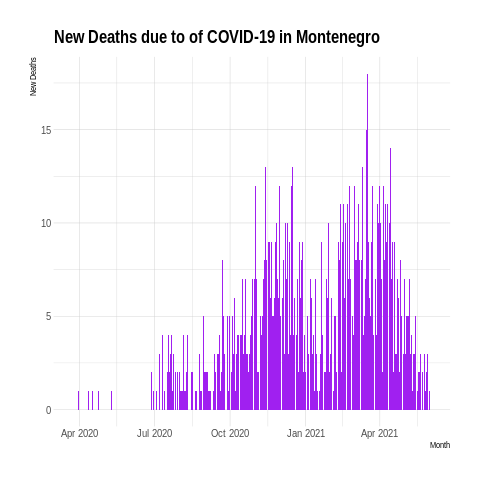 New Deaths due to of COVID-19 in Montenegro
New Deaths
15
10
5
0
Apr 2020 Jul 2020 Oct 2020 Jan 2021 Apr 2021
Month